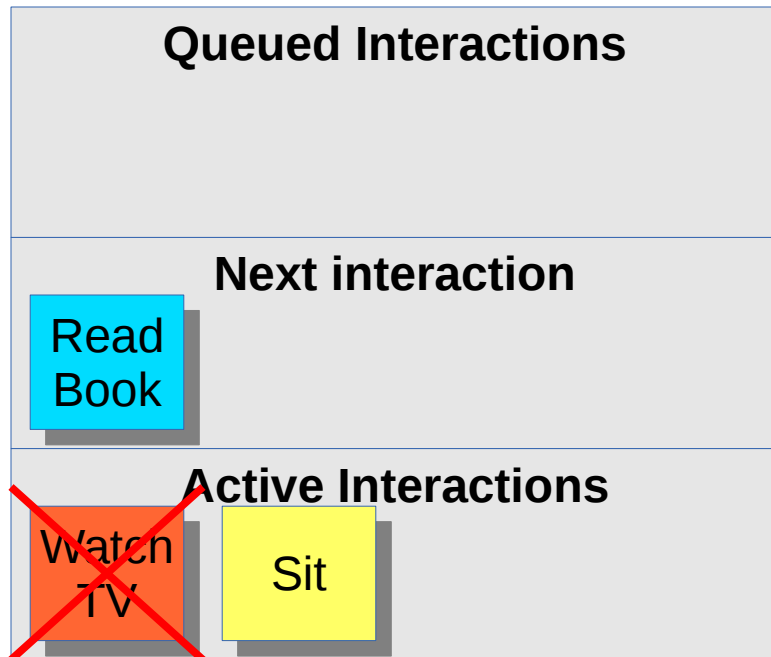 Queued Interactions
Next interaction
Read
Book
Active Interactions
Watch
TV
Sit